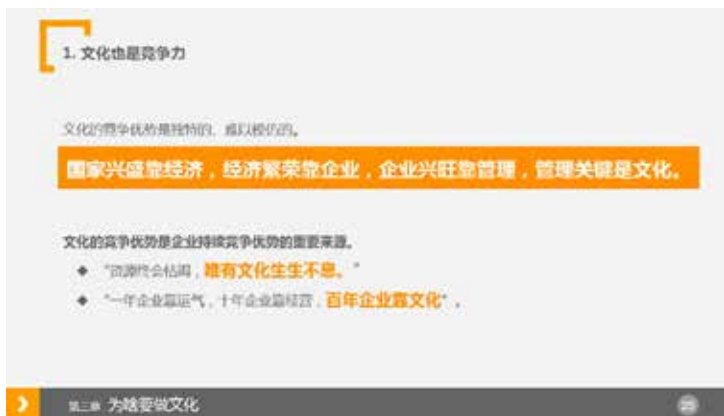 1. 文化也是竞争力
文化的竞争优势是独特的、难以模仿的。
国家兴盛靠经济，经济繁荣靠企业，企业兴旺靠管理，管理关键是文化。
文化的竞争优势是企业持续竞争优势的重要来源。
◆ “资源终会枯竭，唯有文化生生不息。”
◆ “一年企业靠运气，十年企业靠经营，百年企业靠文化”。
第三章 为啥要做文化